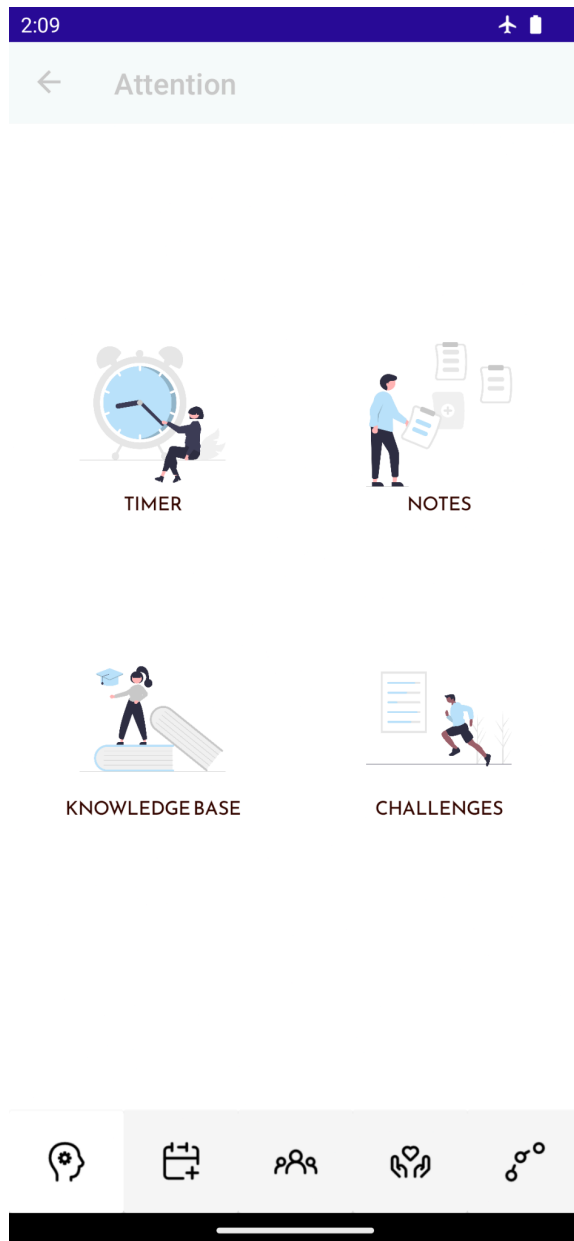 2:09
Attention
TIMER
NOTES
KNOWLEDGE BASE
CHALLENGES